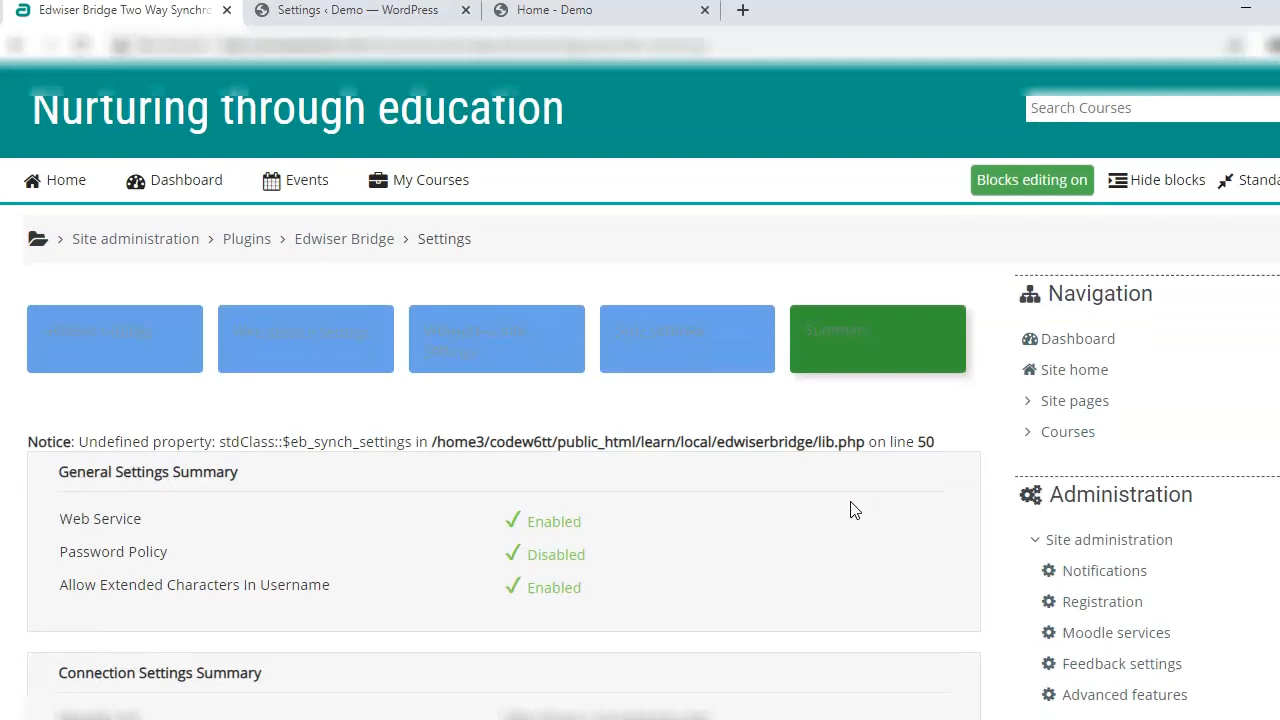 Edwiser Bridge Two Way Synchro
Settings ‹ Demo — WordPress
Home - Demo
Nurturing through education
Search Courses
Home
Dashboard
Events
My Courses
Blocks editing on
Hide blocks
Standa
Site administration
Plugins
Edwiser Bridge
Settings
Summary
Navigation
Dashboard
Site home
Site pages
Courses
Notice: Undefined property: stdClass::$eb_synch_settings in /home3/codew6tt/public_html/learn/local/edwiserbridge/lib.php on line 50
General Settings Summary
Web Service
Enabled
Password Policy
Disabled
Allow Extended Characters In Username
Enabled
Connection Settings Summary
Administration
Site administration
Notifications
Registration
Moodle services
Feedback settings
Advanced features